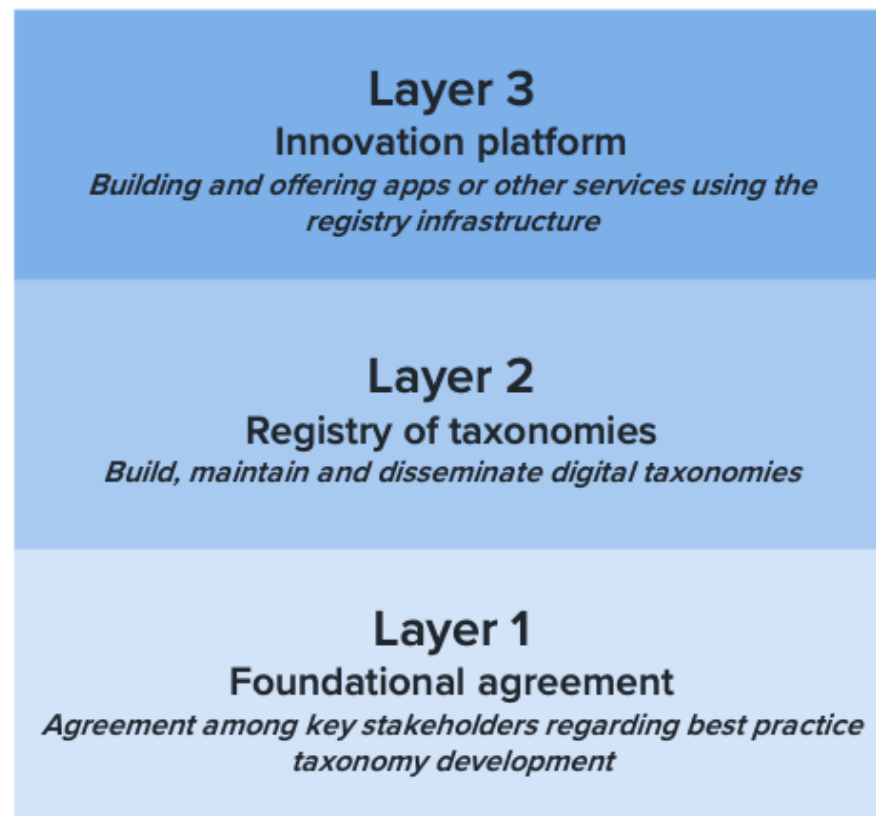 Layer 3
Innovation platform
Building and offering apps or other services using the
registry infrastructure
Layer 2
Registry of taxonomies
Build, maintain and disseminate digital taxonomies
Layer 1
Foundational agreement
Agreement among key stakeholders regarding best practice
taxonomy development